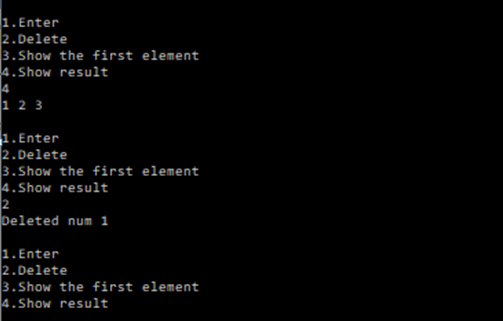 1.Enter
2.Delete
3.Show the first element
4.Show result
4
1 2 3
1.Enter
2.Delete
3.Show the first element
4.Show result
2
Deleted num 1
1.Enter
2.Delete
3.Show the first element
4.Show result